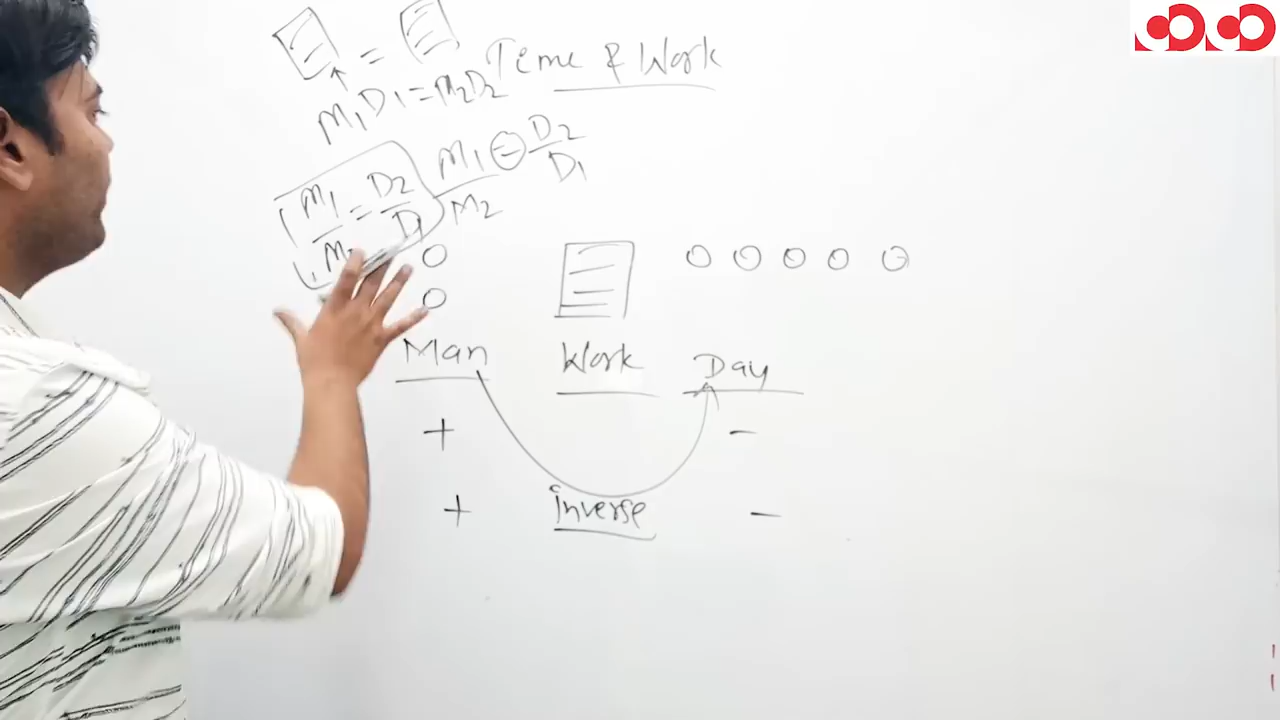 =
Time & Work
M1D1=M2D2
M1/M2 = D2/D1
M1/M2 = D2/D1
Man Work Day
+ -
+ inverse -